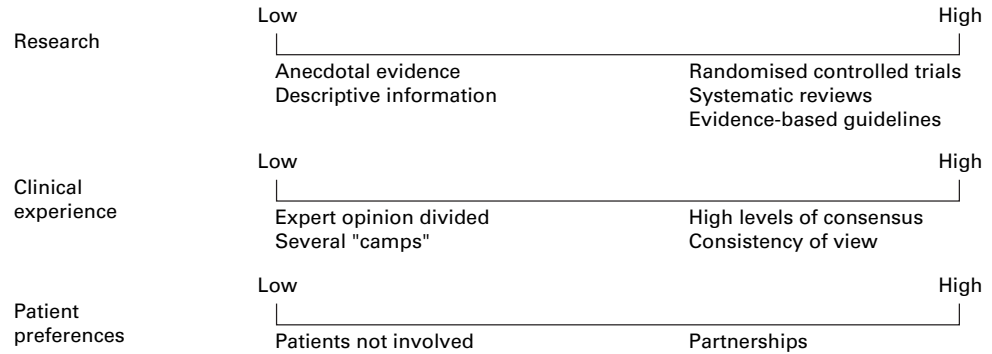 Low High
Research
Anecdotal evidence Randomised controlled trials
Descriptive information Systematic reviews
Evidence-based guidelines
Low High
Clinical
experience
Expert opinion divided High levels of consensus
Several "camps" Consistency of view
Low High
Patient
preferences
Patients not involved Partnerships